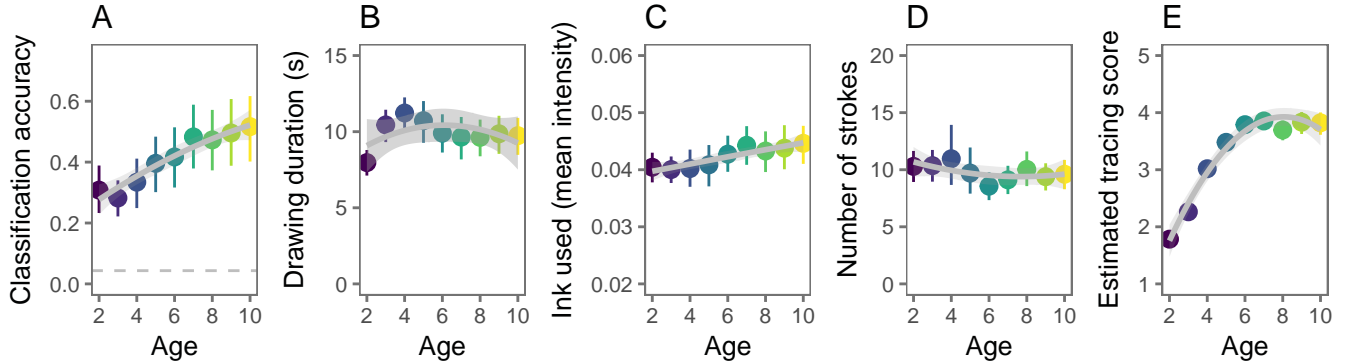 A
Classification accuracy
0.6
0.4
0.2
0.0
2 4 6 8 10
Age
B
Drawing duration (s)
15
10
5
0
2 4 6 8 10
Age
C
Ink used (mean intensity)
0.06
0.05
0.04
0.03
0.02
2 4 6 8 10
Age
D
Number of strokes
20
15
10
5
0
2 4 6 8 10
Age
E
Estimated tracing score
5
4
3
2
1
2 4 6 8 10
Age